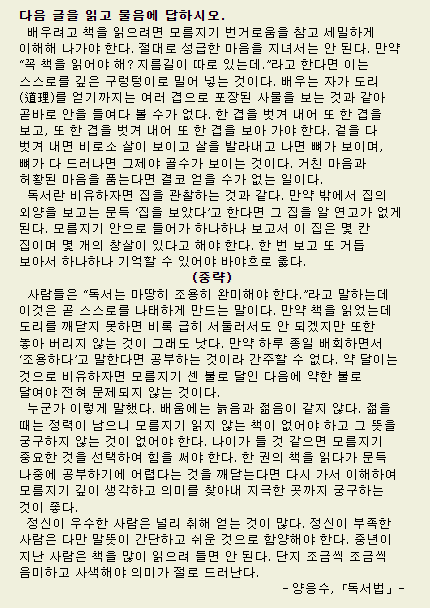 다음 글을 읽고 물음에 답하시오.
배우려고 책을 읽으려면 모름지기 번거로움을 참고 세밀하게
이해해 나가야 한다. 절대로 성급한 마음을 지녀서는 안 된다. 만약
“꼭 책을 읽어야 해? 지름길이 따로 있는데.”라고 한다면 이는
스스로를 깊은 구렁텅이로 밀어 넣는 것이다. 배우는 자가 도리
(道理)를 얻기까지는 여러 겹으로 포장된 사물을 보는 것과 같아
곧바로 안을 들여다 볼 수가 없다. 한 겹을 벗겨 내어 또 한 겹을
보고, 또 한 겹을 벗겨 내어 또 한 겹을 보아 가야 한다. 겉을 다
벗겨 내면 비로소 살이 보이고 살을 발라내고 나면 뼈가 보이며,
뼈가 다 드러나면 그제야 골수가 보이는 것이다. 거친 마음과
허황된 마음을 품는다면 결코 얻을 수가 없는 일이다.
독서란 비유하자면 집을 관찰하는 것과 같다. 만약 밖에서 집의
외양을 보고는 문득 ‘집을 보았다’고 한다면 그 집을 알 연고가 없게
된다. 모름지기 안으로 들어가 하나하나 보고서 이 집은 몇 칸
집이며 몇 개의 창살이 있다고 해야 한다. 한 번 보고 또 거듭
보아서 하나하나 기억할 수 있어야 바야흐로 옳다.
(중략)
사람들은 “독서는 마땅히 조용히 완미해야 한다.”라고 말하는데
이것은 곧 스스로를 나태하게 만드는 말이다. 만약 책을 읽었는데
도리를 깨닫지 못하면 비록 급히 서둘러서도 안 되겠지만 또한
놓아 버리지 않는 것이 그래도 낫다. 만약 하루 종일 배회하면서
‘조용하다’고 말한다면 공부하는 것이라 간주할 수 없다. 약 달이는
것으로 비유하자면 모름지기 센 불로 달인 다음에 약한 불로
달여야 전혀 문제되지 않는 것이다.
누군가 이렇게 말했다. 배움에는 늙음과 젊음이 같지 않다. 젊을
때는 정력이 남으니 모름지기 읽지 않는 책이 없어야 하고 그 뜻을
궁구하지 않는 것이 없어야 한다. 나이가 들 것 같으면 모름지기
중요한 것을 선택하여 힘을 써야 한다. 한 권의 책을 읽다가 문득
나중에 공부하기에 어렵다는 것을 깨닫는다면 다시 가서 이해하여
모름지기 깊이 생각하고 의미를 찾아내 지극한 곳까지 궁구하는
것이 좋다.
정신이 우수한 사람은 널리 취해 얻는 것이 많다. 정신이 부족한
사람은 다만 말뜻이 간단하고 쉬운 것으로 함양해야 한다. 중년이
지난 사람은 책을 많이 읽으려 들면 안 된다. 단지 조금씩 조금씩
음미하고 사색해야 의미가 절로 드러난다.
- 양응수, 「독서법」 -